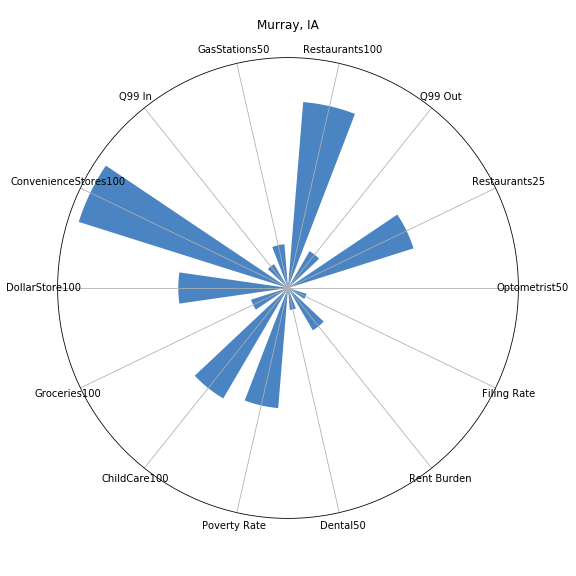 Murray, IA
GasStations50
Restaurants100
Q99 In
Q99 Out
ConvenienceStores100
Restaurants25
DollarStore100
Optometrist50
Groceries100
Filing Rate
ChildCare100
Rent Burden
Poverty Rate
Dental50